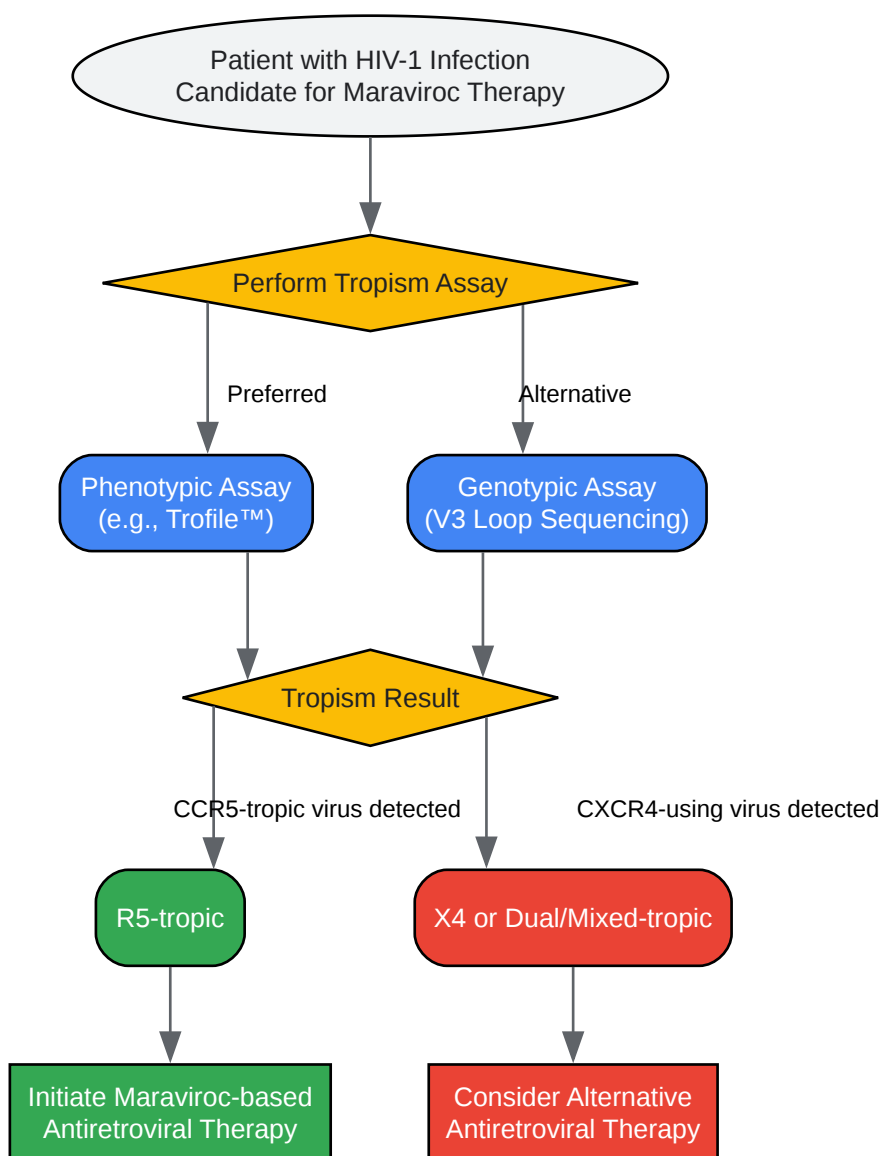 Patient with HIV-1 Infection
Candidate for Maraviroc Therapy
Perform Tropism Assay
Preferred
Alternative
Phenotypic Assay
(e.g., Trofile™)
Genotypic Assay
(V3 Loop Sequencing)
Tropism Result
CCR5-tropic virus detected
CXCR4-using virus detected
R5-tropic
X4 or Dual/Mixed-tropic
Initiate Maraviroc-based
Antiretroviral Therapy
Consider Alternative
Antiretroviral Therapy